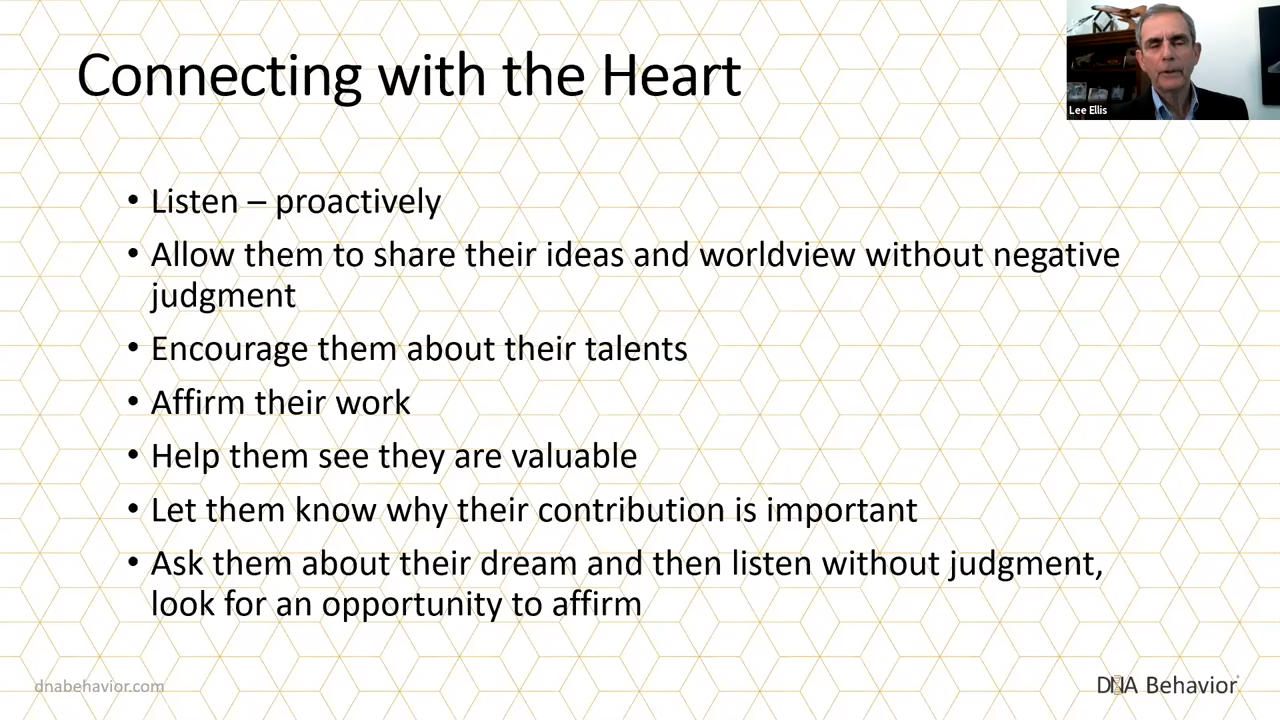 Connecting with the Heart
Lee Ellis
• Listen – proactively
• Allow them to share their ideas and worldview without negative
judgment
• Encourage them about their talents
• Affirm their work
• Help them see they are valuable
• Let them know why their contribution is important
• Ask them about their dream and then listen without judgment,
look for an opportunity to affirm
dnabehavior.com
DNA Behavior